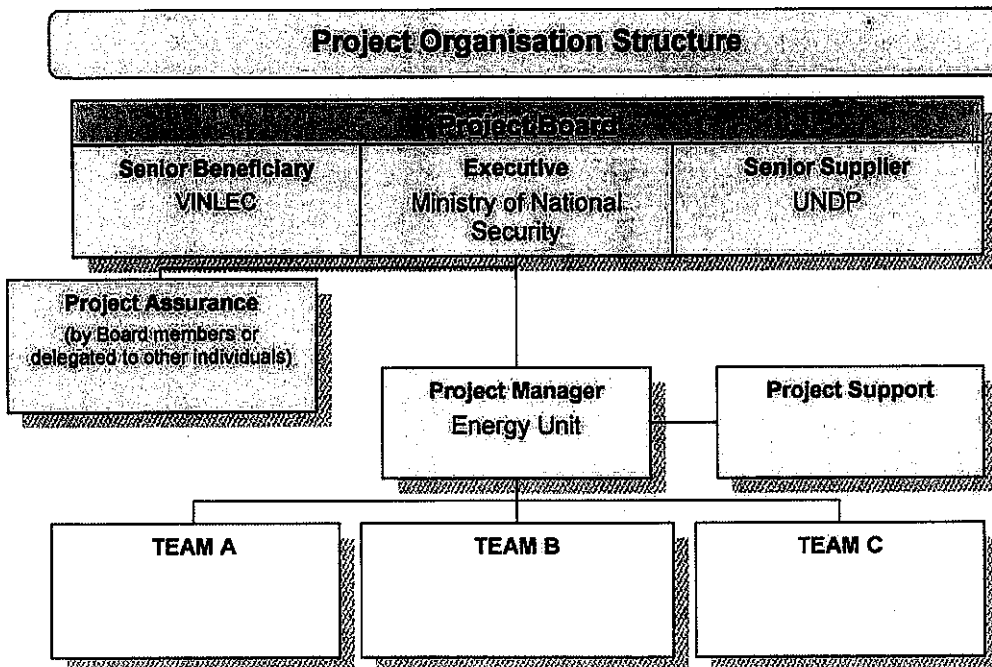 Project Organisation Structure
Project Board
Senior Beneficiary
VINLEC
Executive
Ministry of National
Security
Senior Supplier
UNDP
Project Assurance
(by Board members or
delegated to other individuals)
Project Manager
Energy Unit
Project Support
TEAM A
TEAM B
TEAM C